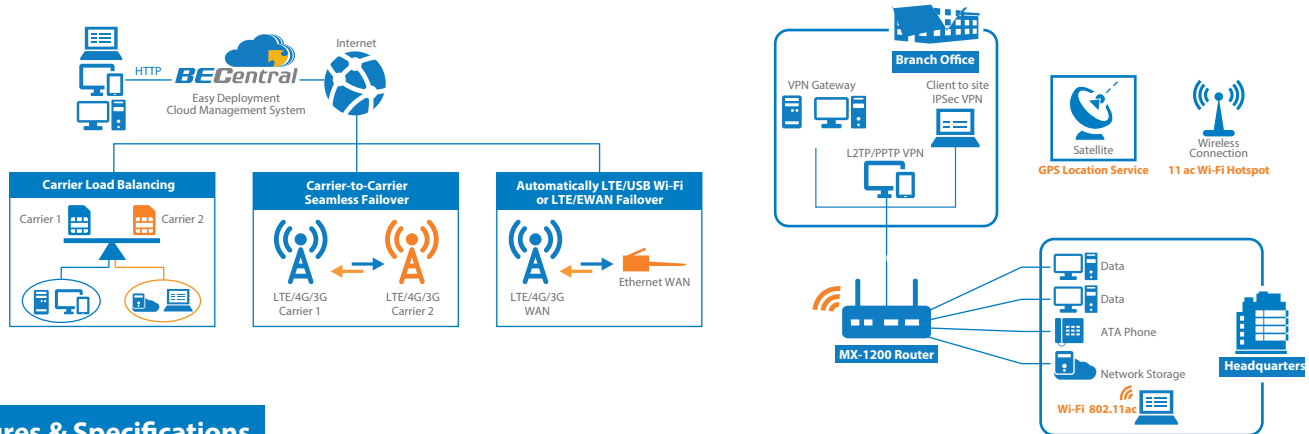 HTTP
BECentral
Easy Deployment
Cloud Management System
Internet
Carrier Load Balancing
Carrier 1
Carrier 2
Carrier-to-Carrier
Seamless Failover
LTE/4G/3G
Carrier 1
LTE/4G/3G
Carrier 2
Automatically LTE/USB Wi-Fi
or LTE/EWAN Failover
LTE/4G/3G
WAN
Ethernet WAN
Branch Office
VPN Gateway
Client to site
IPSec VPN
L2TP/PPTP VPN
Satellite
GPS Location Service
Wireless
Connection
11 ac Wi-Fi Hotspot
MX-1200 Router
Data
Data
ATA Phone
Network Storage
Wi-Fi 802.11ac
Headquarters
& Specifications